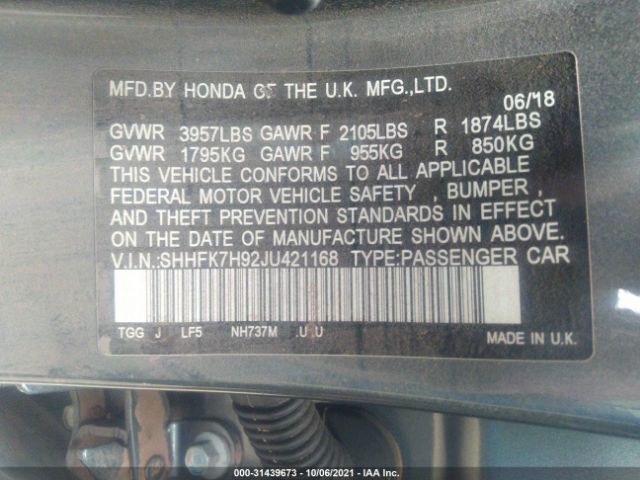 MFD.BY HONDA OF THE U.K. MFG.,LTD.
06/18
GVWR 3957LBS GAWR F 2105LBS R 1874LBS
GVWR 1795KG GAWR F 955KG R 850KG
THIS VEHICLE CONFORMS TO ALL APPLICABLE
FEDERAL MOTOR VEHICLE SAFETY , BUMPER ,
AND THEFT PREVENTION STANDARDS IN EFFECT
ON THE DATE OF MANUFACTURE SHOWN ABOVE.
V.I.N.:SHHFK7H92JU421168 TYPE:PASSENGER CAR
TGG J LF5 NH737M .U U
MADE IN U.K.
000-31439673 - 10/06/2021 - IAA Inc.